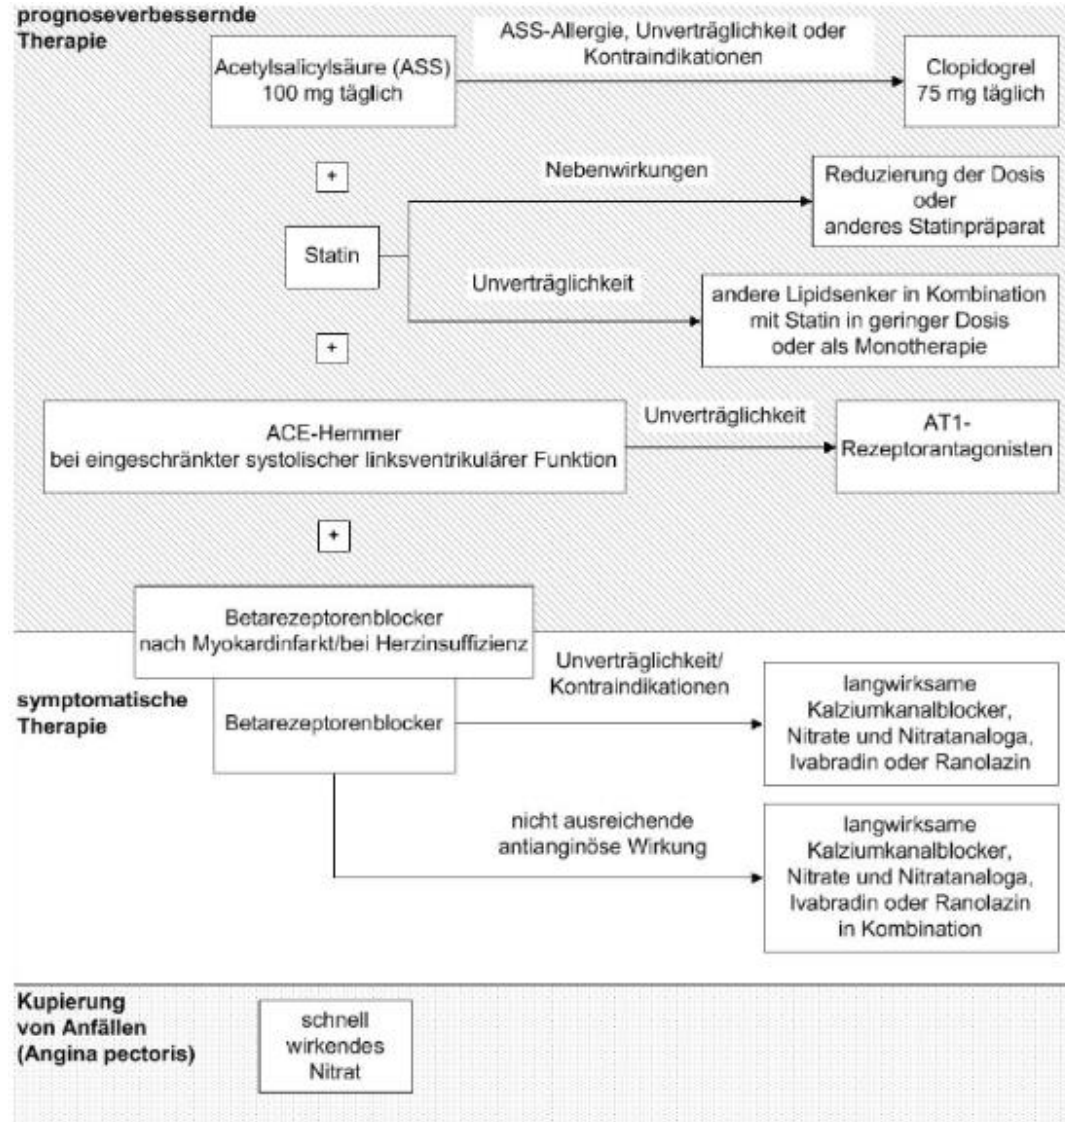 prognoseverbessernde
Therapie
ASS-Allergie, Unverträglichkeit oder
Kontraindikationen
Acetylsalicylsäure (ASS)
100 mg täglich
Clopidogrel
75 mg täglich
+
Nebenwirkungen
Reduzierung der Dosis
oder
anderes Statinpräparat
Statin
Unverträglichkeit
andere Lipidsenker in Kombination
mit Statin in geringer Dosis
oder als Monotherapie
+
ACE-Hemmer
bei eingeschränkter systolischer linksventrikulärer Funktion
Unverträglichkeit
AT1-
Rezeptorantagonisten
+
Betarezeptorenblocker
nach Myokardinfarkt/bei Herzinsuffizienz
symptomatische
Therapie
Betarezeptorenblocker
Unverträglichkeit/
Kontraindikationen
langwirksame
Kalziumkanalblocker,
Nitrate und Nitratanaloga,
Ivabradin oder Ranolazin
nicht ausreichende
antianginöse Wirkung
langwirksame
Kalziumkanalblocker,
Nitrate und Nitratanaloga,
Ivabradin oder Ranolazin
in Kombination
Kupierung
von Anfällen
(Angina pectoris)
schnell
wirkendes
Nitrat